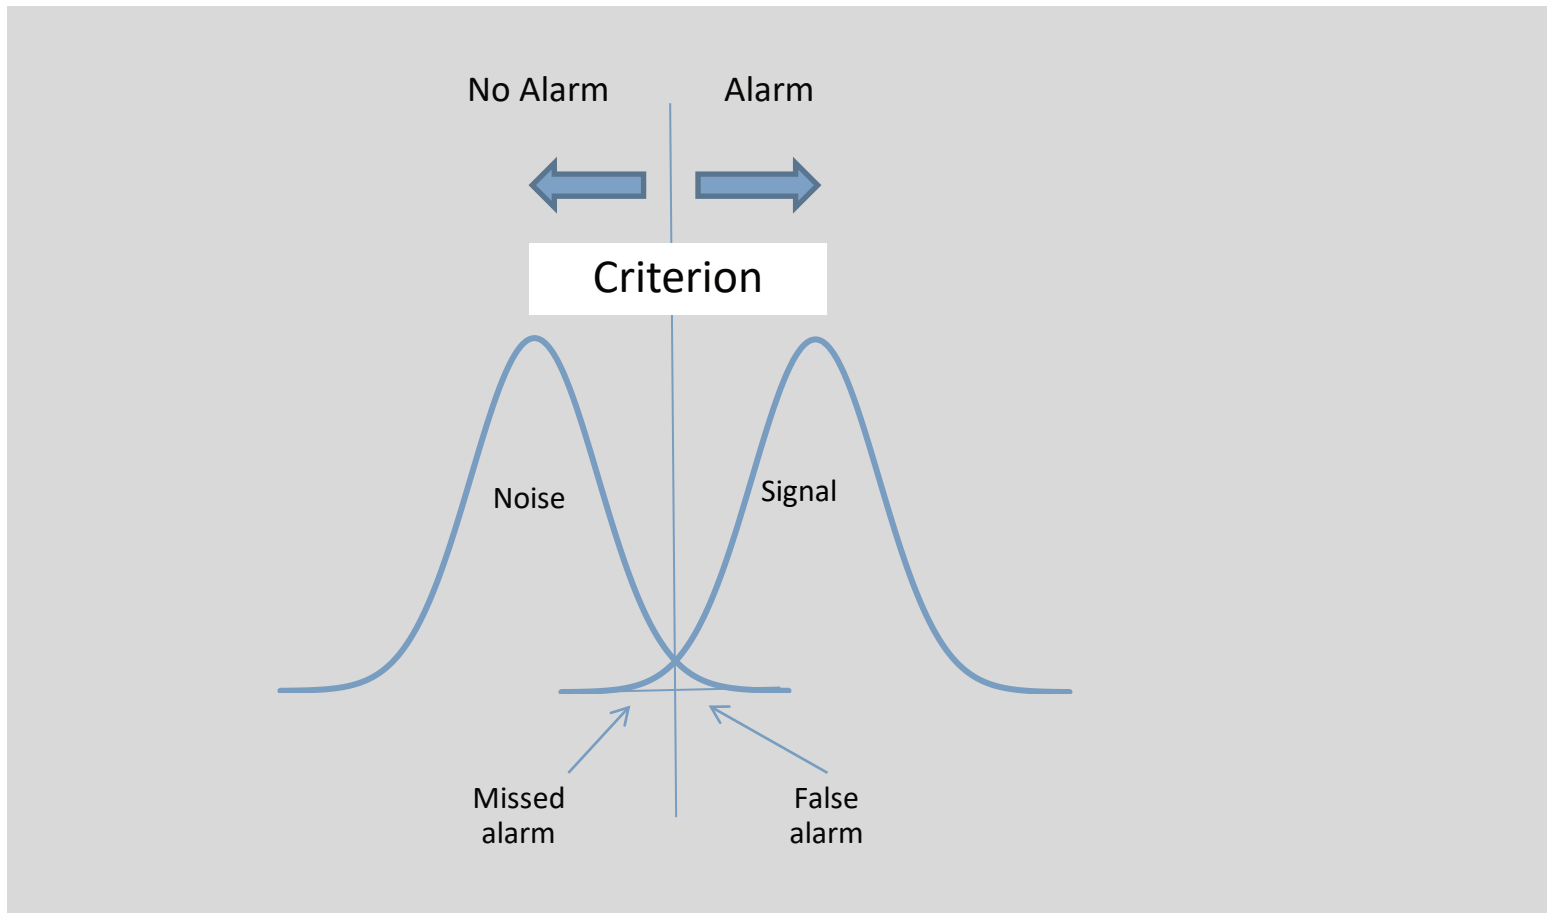 No Alarm
Alarm
Criterion
Noise
Signal
Missed
alarm
False
alarm